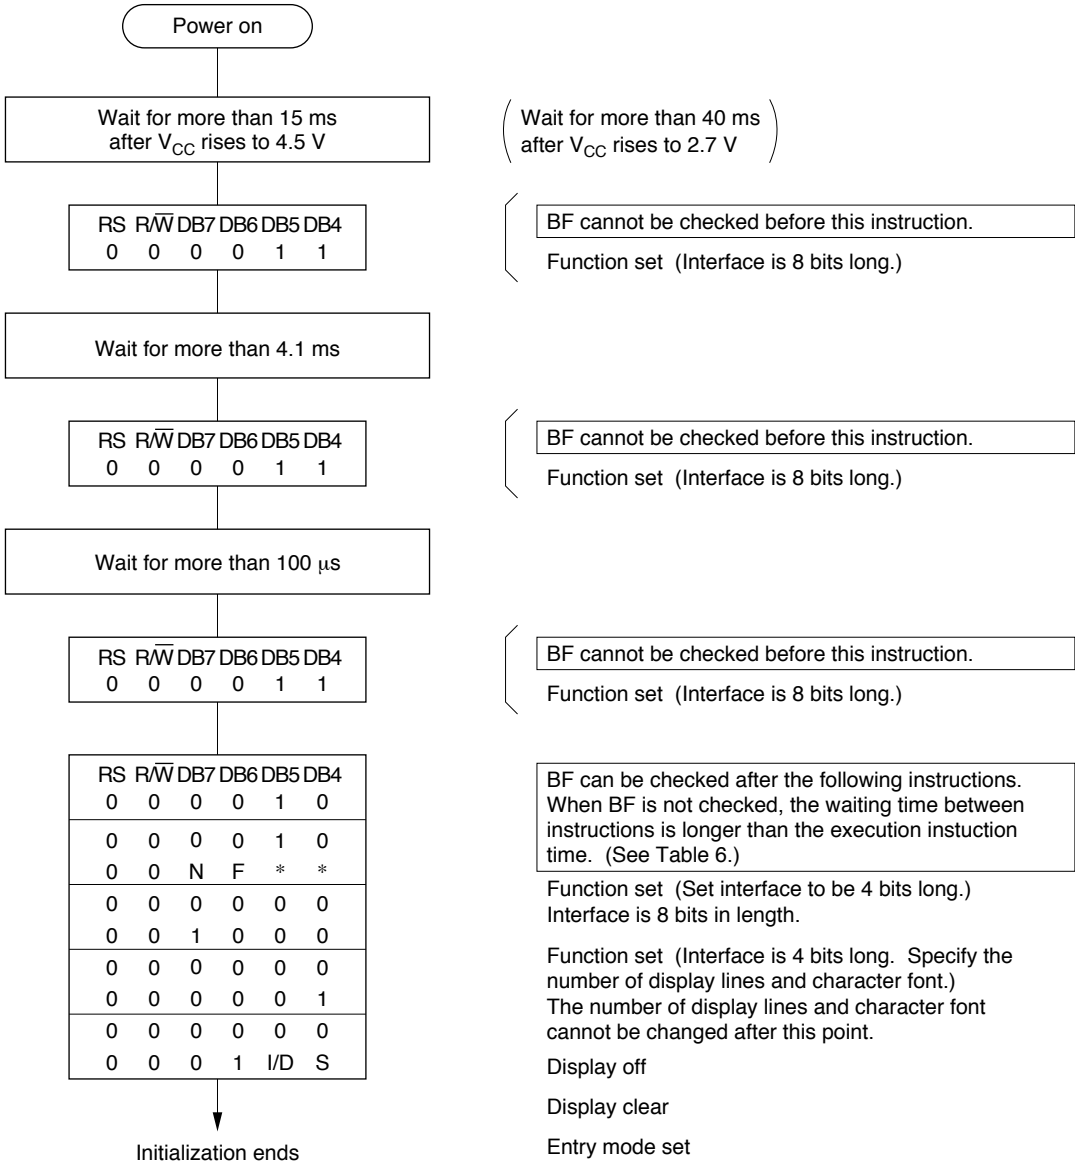 Power on
Wait for more than 15 ms
after VCC rises to 4.5 V
Wait for more than 40 ms
after VCC rises to 2.7 V
RS R/W̅ DB7 DB6 DB5 DB4
0 0 0 0 1 1
BF cannot be checked before this instruction.
Function set (Interface is 8 bits long.)
Wait for more than 4.1 ms
RS R/W̅ DB7 DB6 DB5 DB4
0 0 0 0 1 1
BF cannot be checked before this instruction.
Function set (Interface is 8 bits long.)
Wait for more than 100 μs
RS R/W̅ DB7 DB6 DB5 DB4
0 0 0 0 1 1
BF cannot be checked before this instruction.
Function set (Interface is 8 bits long.)
RS R/W̅ DB7 DB6 DB5 DB4
0 0 0 0 1 0
0 0 0 0 1 0
0 0 N F * *
0 0 0 0 0 0
0 0 1 0 0 0
0 0 0 0 0 0
0 0 0 0 0 1
0 0 0 0 0 0
0 0 0 1 I/D S
BF can be checked after the following instructions.
When BF is not checked, the waiting time between
instructions is longer than the execution instuction
time. (See Table 6.)
Function set (Set interface to be 4 bits long.)
Interface is 8 bits in length.
Function set (Interface is 4 bits long. Specify the
number of display lines and character font.)
The number of display lines and character font
cannot be changed after this point.
Display off
Display clear
Entry mode set
Initialization ends